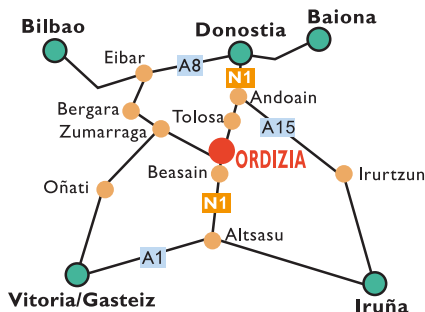 Baiona
Donostia
Bilbao
Eibar
A8
N1
Andoain
Bergara
Tolosa
Zumarraga
A15
ORDIZIA
Beasain
Irurtzun
Oñati
N1
Altsasu
A1
Vitoria/Gasteiz
Iruña